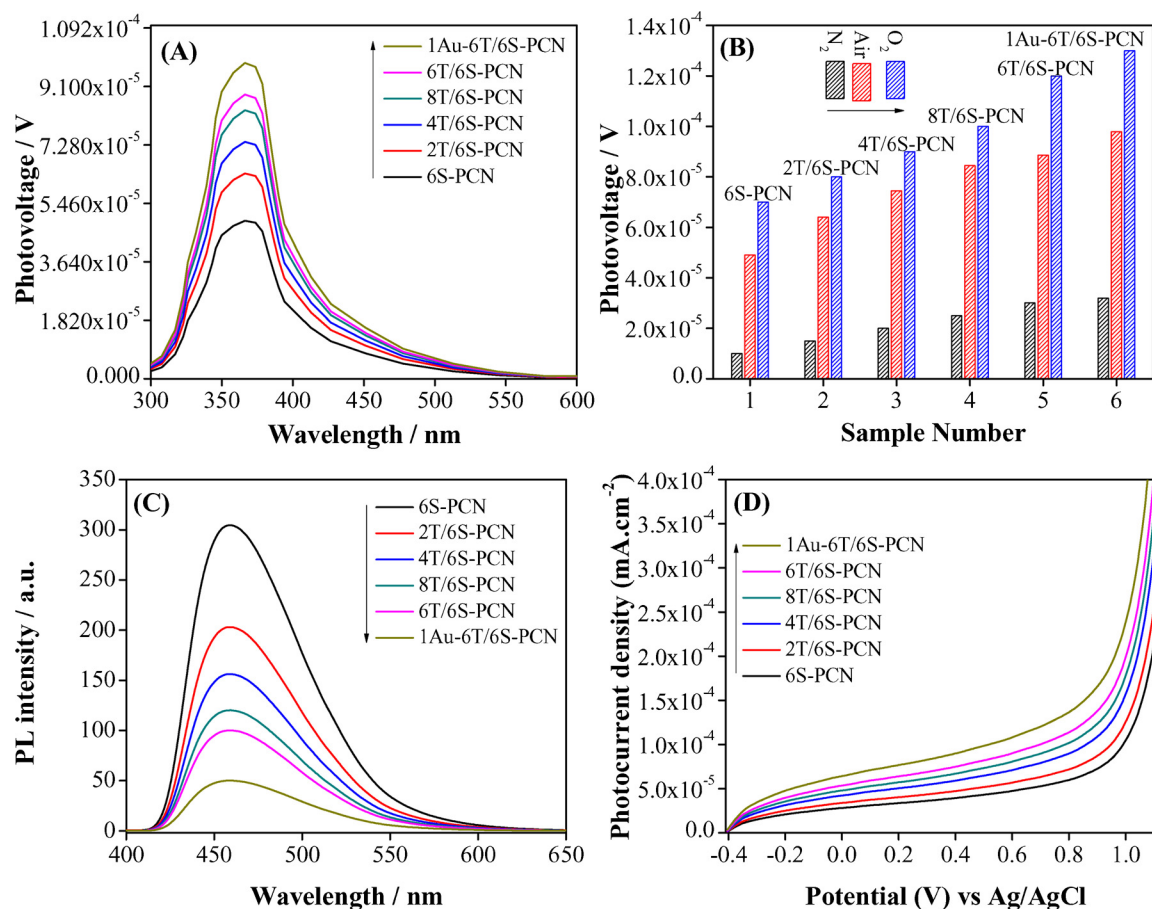 (A)
Photovoltage / V
1.092x10⁻⁴
9.100x10⁻⁵
7.280x10⁻⁵
5.460x10⁻⁵
3.640x10⁻⁵
1.820x10⁻⁵
0.000
1Au-6T/6S-PCN
6T/6S-PCN
8T/6S-PCN
4T/6S-PCN
2T/6S-PCN
6S-PCN
300 350 400 450 500 550 600
Wavelength / nm
(B)
Photovoltage / V
1.4x10⁻⁴
1.2x10⁻⁴
1.0x10⁻⁴
8.0x10⁻⁵
6.0x10⁻⁵
4.0x10⁻⁵
2.0x10⁻⁵
0.0
N₂
Air
O₂
6S-PCN
2T/6S-PCN
4T/6S-PCN
8T/6S-PCN
6T/6S-PCN
1Au-6T/6S-PCN
1 2 3 4 5 6
Sample Number
(C)
PL intensity / a.u.
350
300
250
200
150
100
50
0
6S-PCN
2T/6S-PCN
4T/6S-PCN
8T/6S-PCN
6T/6S-PCN
1Au-6T/6S-PCN
400 450 500 550 600 650
Wavelength / nm
(D)
Photocurrent density (mA.cm⁻²)
4.0x10⁻⁴
3.5x10⁻⁴
3.0x10⁻⁴
2.5x10⁻⁴
2.0x10⁻⁴
1.5x10⁻⁴
1.0x10⁻⁴
5.0x10⁻⁵
0.0
1Au-6T/6S-PCN
6T/6S-PCN
8T/6S-PCN
4T/6S-PCN
2T/6S-PCN
6S-PCN
-0.4 -0.2 0.0 0.2 0.4 0.6 0.8 1.0
Potential (V) vs Ag/AgCl